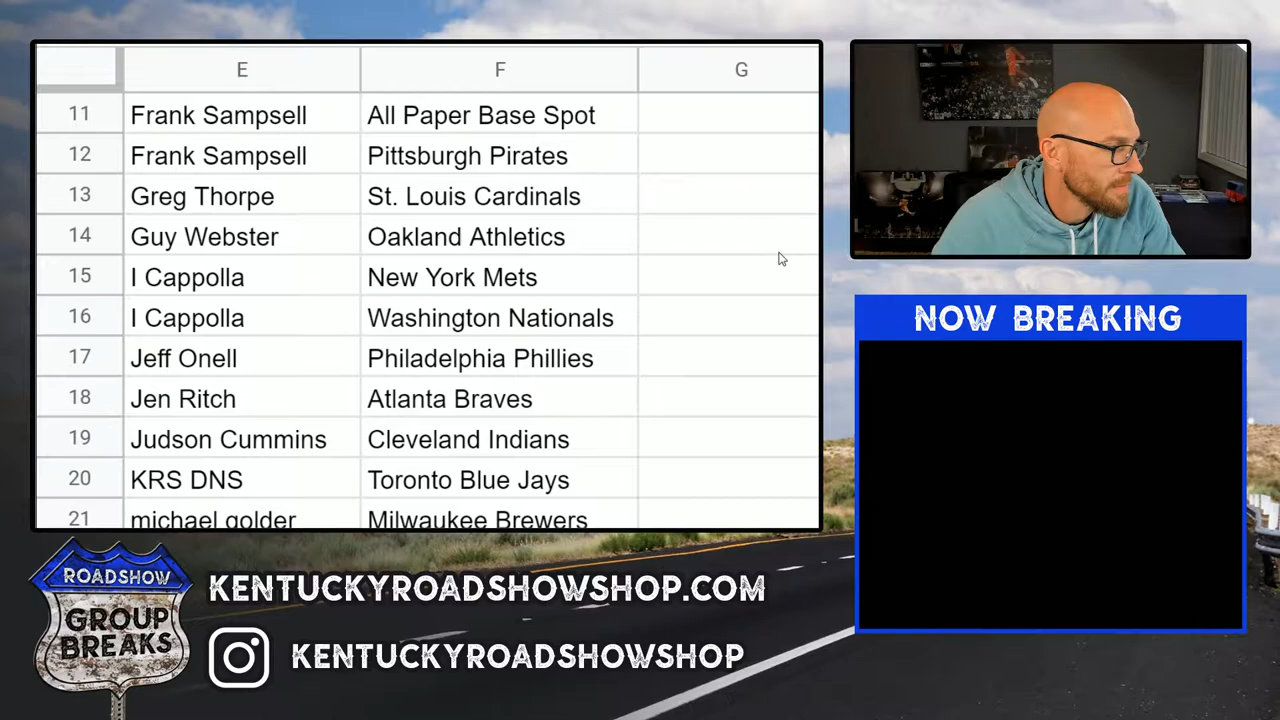 E F G
11 Frank Sampsell All Paper Base Spot
12 Frank Sampsell Pittsburgh Pirates
13 Greg Thorpe St. Louis Cardinals
14 Guy Webster Oakland Athletics
15 I Cappolla New York Mets
16 I Cappolla Washington Nationals
17 Jeff Onell Philadelphia Phillies
18 Jen Ritch Atlanta Braves
19 Judson Cummins Cleveland Indians
20 KRS DNS Toronto Blue Jays
21 michael golder Milwaukee Brewers
NOW BREAKING
ROADSHOW
GROUP
BREAKS
KENTUCKYROADSHOWSHOP.COM
KENTUCKYROADSHOWSHOP